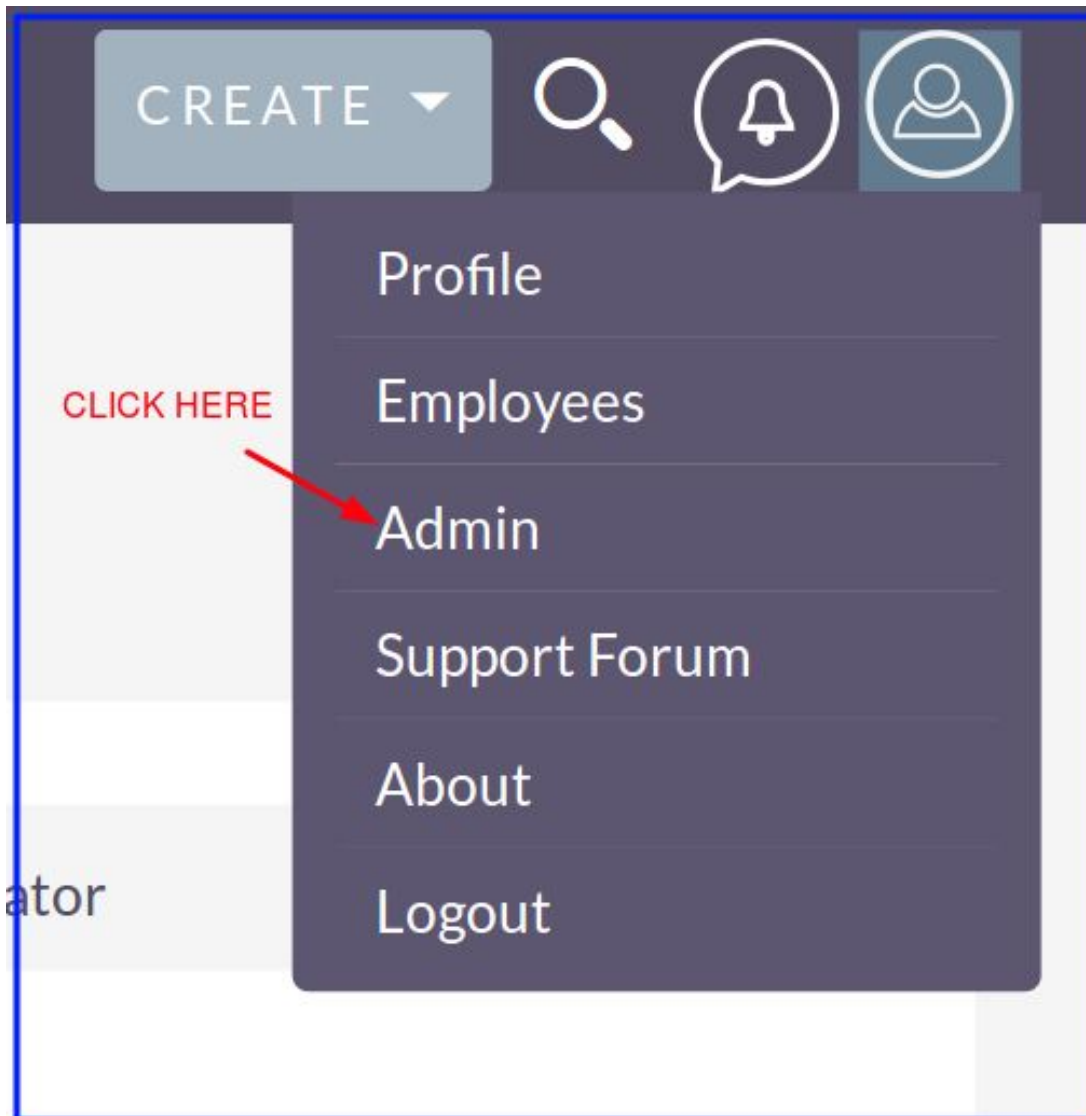 CREATE
Profile
CLICK HERE
Employees
Admin
Support Forum
About
ator
Logout